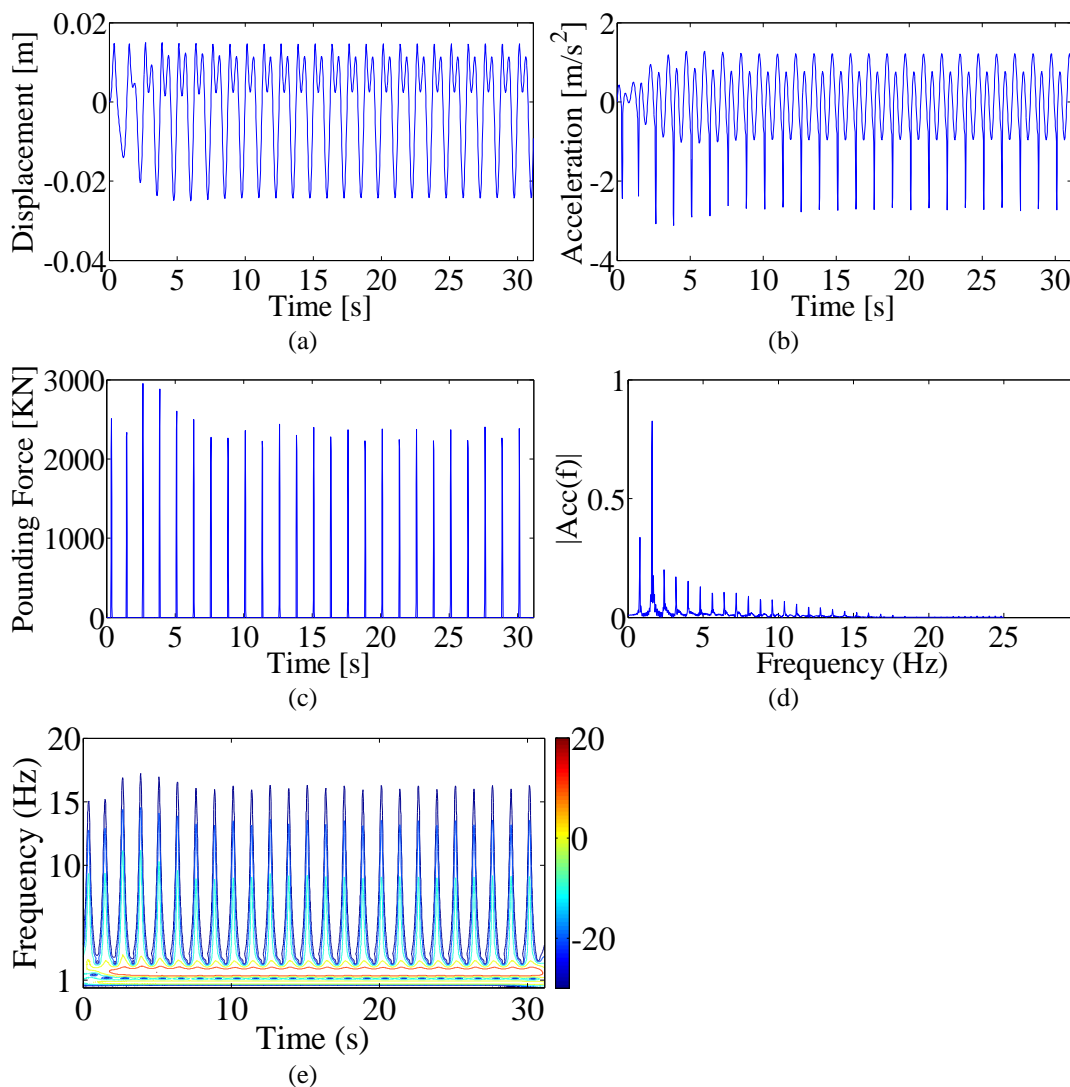 0.02
0
-0.02
-0.04
Displacement [m]
0 5 10 15 20 25 30
Time [s]
(a)
2
0
-2
-4
Acceleration [m/s²]
0 5 10 15 20 25 30
Time [s]
(b)
3000
2000
1000
0
Pounding Force [KN]
0 5 10 15 20 25 30
Time [s]
(c)
1
0.5
0
|Acc(f)|
0 5 10 15 20 25
Frequency (Hz)
(d)
20
15
10
1
Frequency (Hz)
0 10 20 30
Time (s)
20
0
-20
(e)